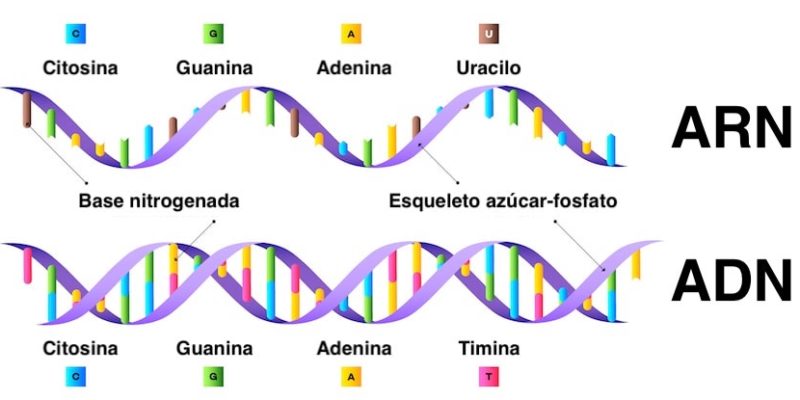 C G A U
Citosina Guanina Adenina Uracilo
ARN
Base nitrogenada Esqueleto azúcar-fosfato
ADN
Citosina Guanina Adenina Timina
C G A T